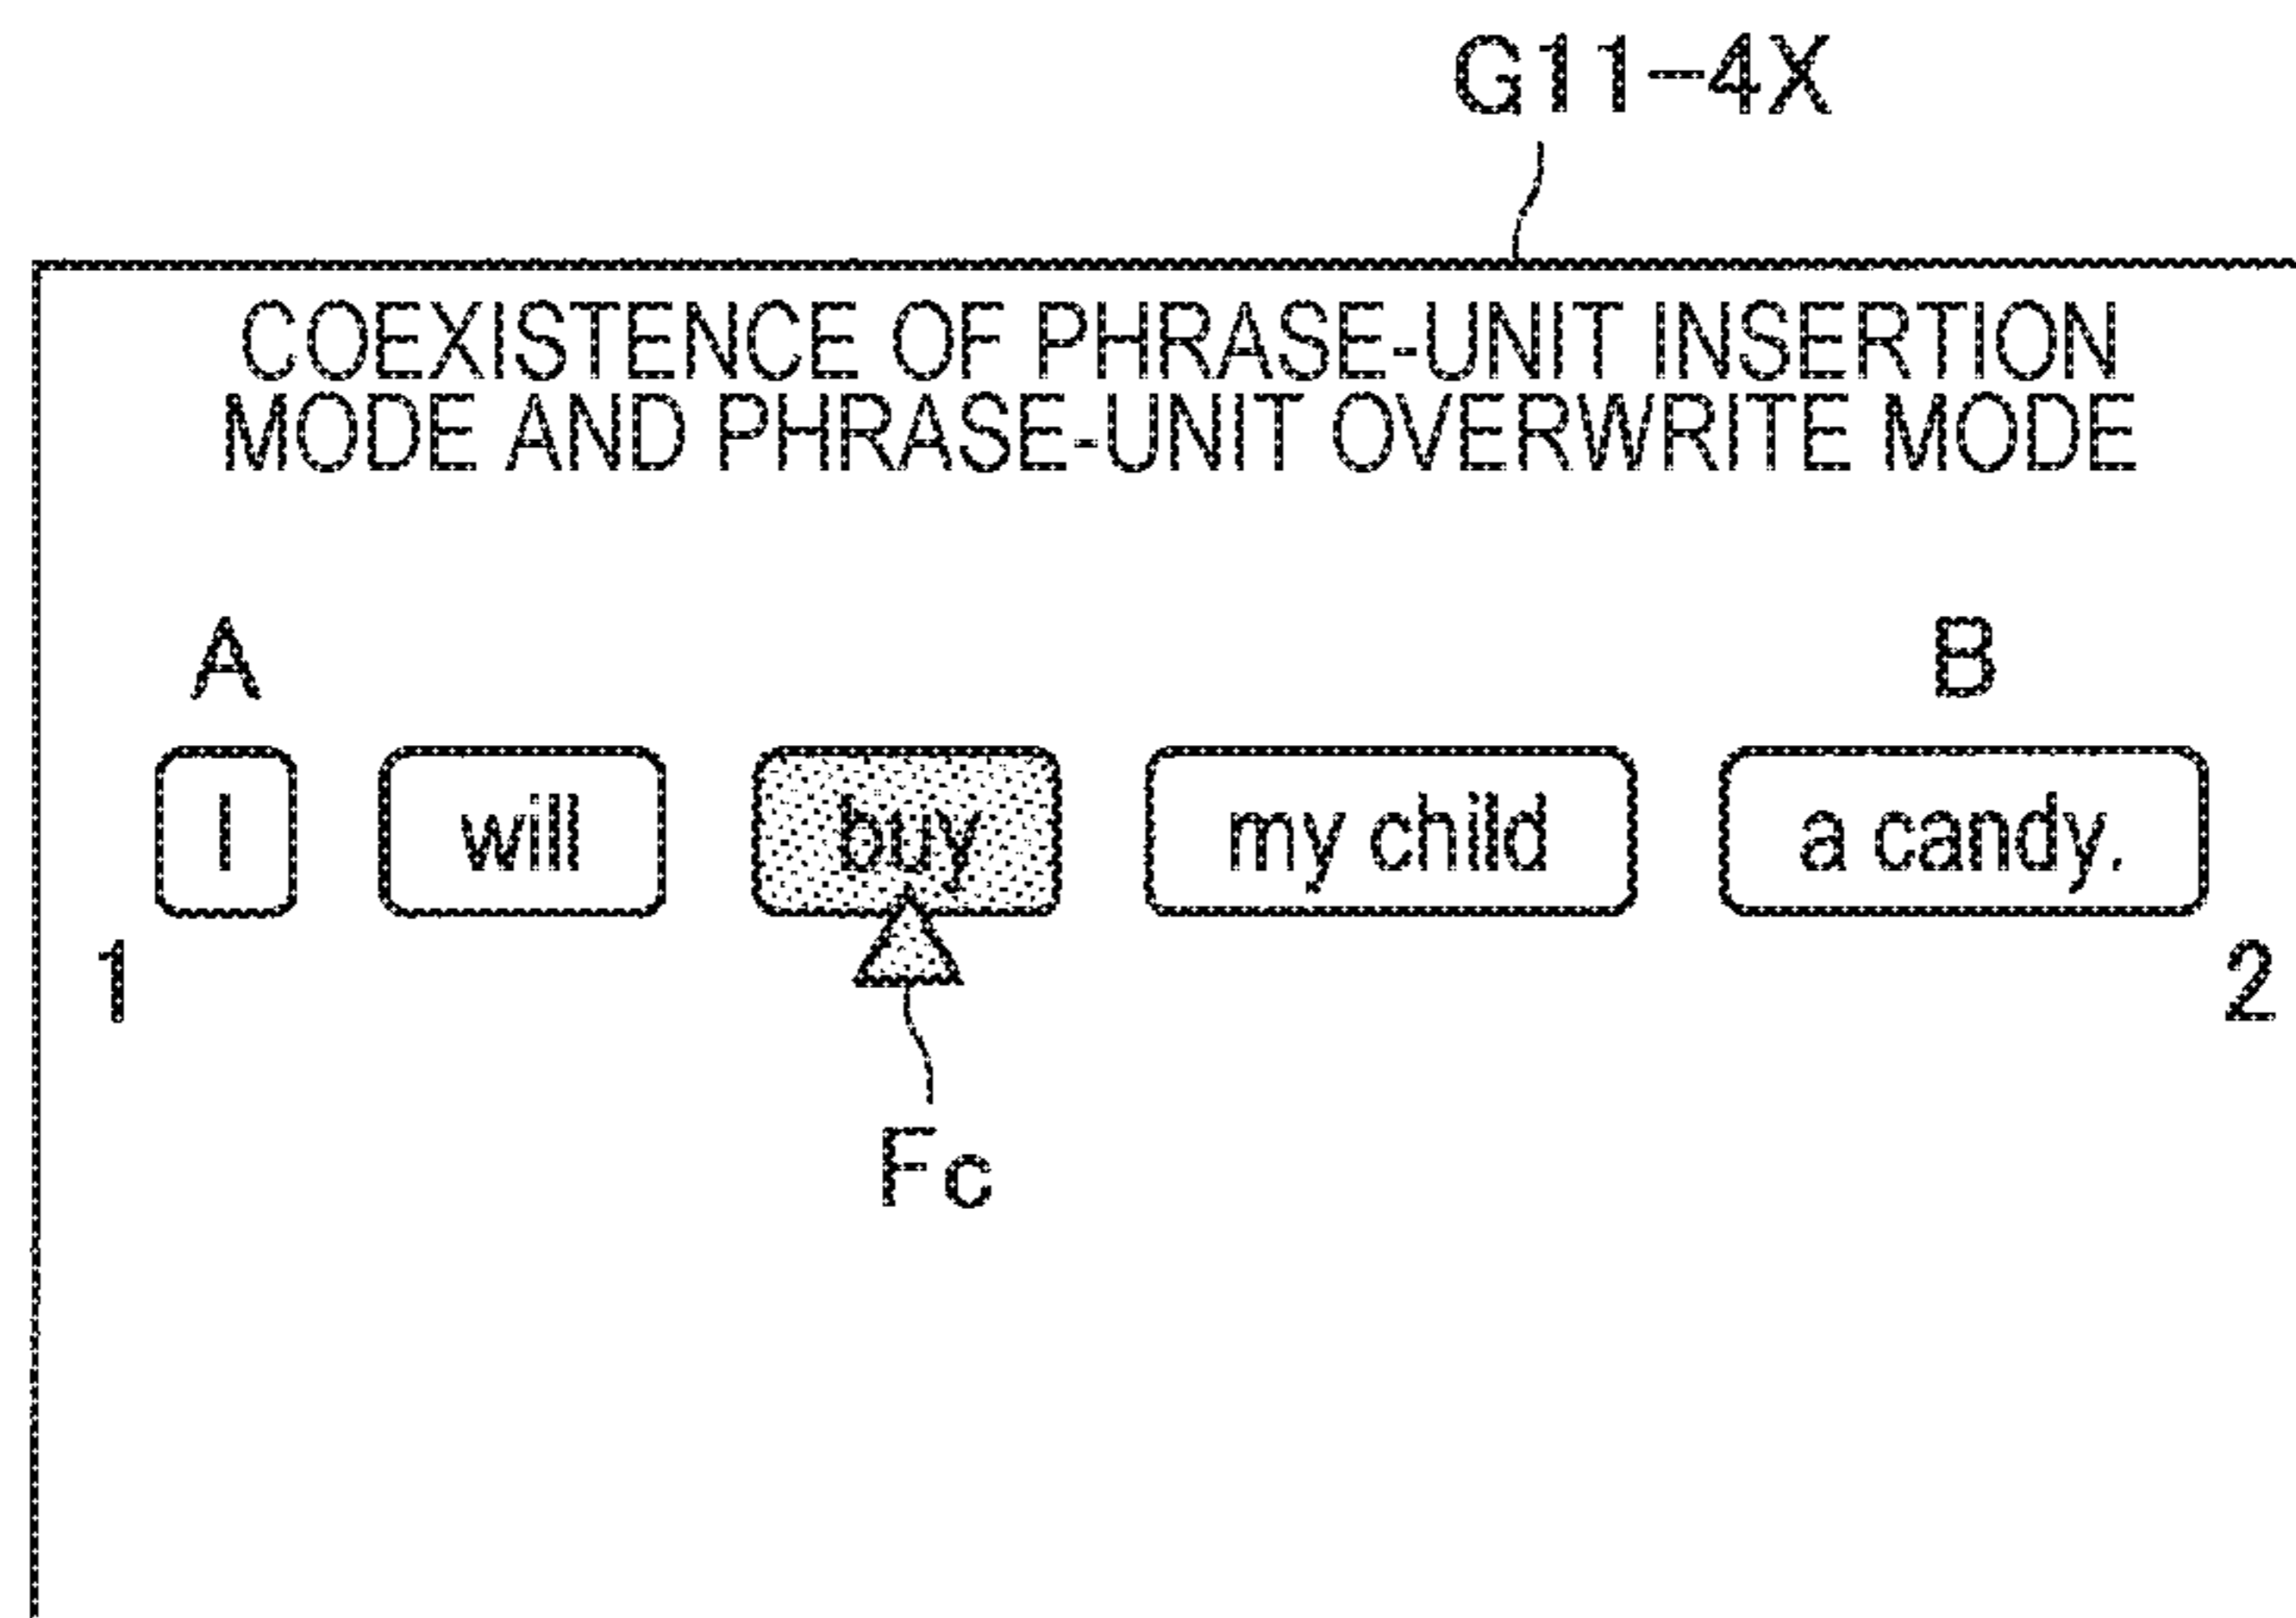 G11-4X
COEXISTENCE OF PHRASE-UNIT INSERTION
MODE AND PHRASE-UNIT OVERWRITE MODE
A B
I will buy my child a candy.
1 2
Fc